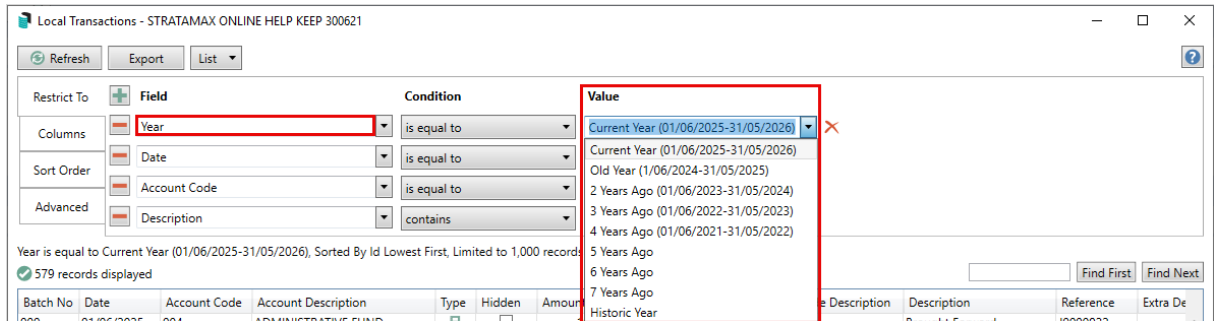 Local Transactions - STRATAMAX ONLINE HELP KEEP 300621
Refresh Export List
Restrict To Field Condition Value
Year is equal to Current Year (01/06/2025-31/05/2026)
Columns
Date is equal to
Sort Order
Account Code is equal to
Advanced
Description contains
Current Year (01/06/2025-31/05/2026)
Old Year (1/06/2024-31/05/2025)
2 Years Ago (01/06/2023-31/05/2024)
3 Years Ago (01/06/2022-31/05/2023)
4 Years Ago (01/06/2021-31/05/2022)
5 Years Ago
6 Years Ago
7 Years Ago
Historic Year
Year is equal to Current Year (01/06/2025-31/05/2026), Sorted By Id Lowest First, Limited to 1,000 records
579 records displayed Find First Find Next
Batch No Date Account Code Account Description Type Hidden Description Description Reference